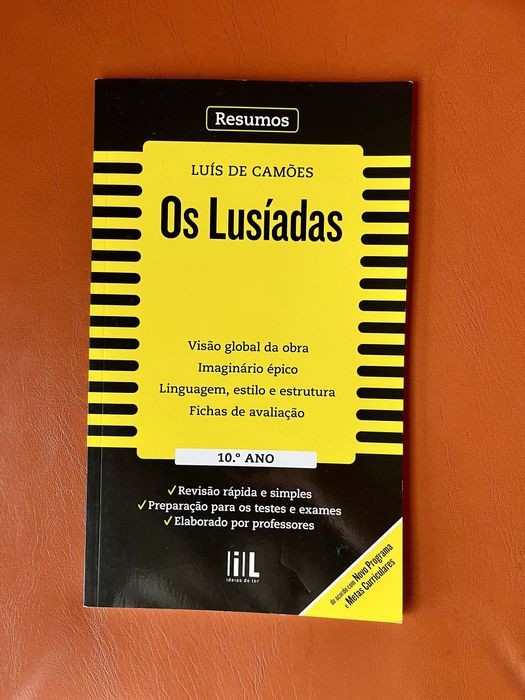 Resumos
LUÍS DE CAMÕES
Os Lusíadas
Visão global da obra
Imaginário épico
Linguagem, estilo e estrutura
Fichas de avaliação
10.º ANO
✓Revisão rápida e simples
✓Preparação para os testes e exames
✓Elaborado por professores
iL
ideias de ler
de acordo com Novo Programa
e Metas Curriculares